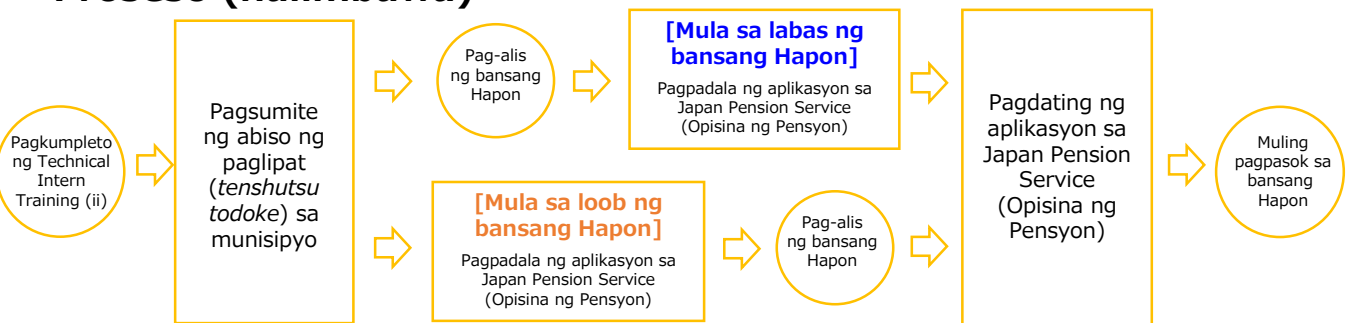 Pagkumpleto
ng Technical
Intern
Training (ii)
Pagsumite
ng abiso ng
paglipat
(tenshutsu
todoke) sa
munisipyo
Pag-alis
ng bansang
Hapon
[Mula sa labas ng
bansang Hapon]
Pagpadala ng aplikasyon sa
Japan Pension Service
(Opisina ng Pensyon)
[Mula sa loob ng
bansang Hapon]
Pagpadala ng aplikasyon sa
Japan Pension Service
(Opisina ng Pensyon)
Pag-alis
ng bansang
Hapon
Pagdating ng
aplikasyon sa
Japan Pension
Service
(Opisina ng
Pensyon)
Muling
pagpasok sa
bansang
Hapon